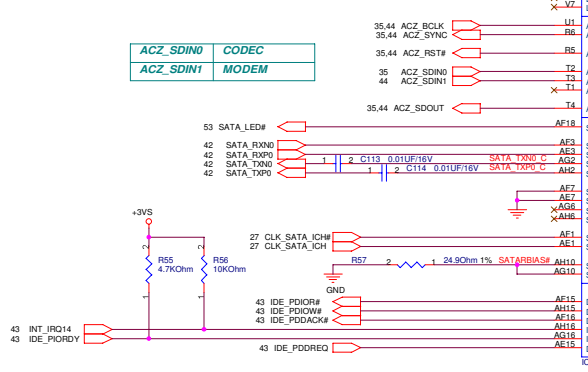 V7
35,44 ACZ_BCLK U1
35,44 ACZ_SYNC R6
35,44 ACZ_RST# R5
ACZ_SDIN0 CODEC
ACZ_SDIN1 MODEM
35 ACZ_SDIN0 T2
44 ACZ_SDIN1 T3
T1
35,44 ACZ_SDOUT T4
53 SATA_LED# AF18
42 SATA_RXN0 AF3
42 SATA_RXP0 AE3
42 SATA_TXN0 1 2 C113 0.01UF/16V SATA_TXN0_C AG2
42 SATA_TXP0 1 2 C114 0.01UF/16V SATA_TXP0_C AH2
AF7
AE7
AG6
AH6
+3VS
27 CLK_SATA_ICH# AF1
27 CLK_SATA_ICH AE1
2 2
R55 R56
4.7KOhm 10KOhm
1 1
R57 2 1 24.9Ohm 1% SATARBIAS# AH10
AG10
GND
43 IDE_PDIOR# AF15
43 IDE_PDIOW# AH15
43 IDE_PDDACK# AF16
43 INT_IRQ14 AH16
43 IDE_PIORDY AG16
43 IDE_PDDREQ AE15